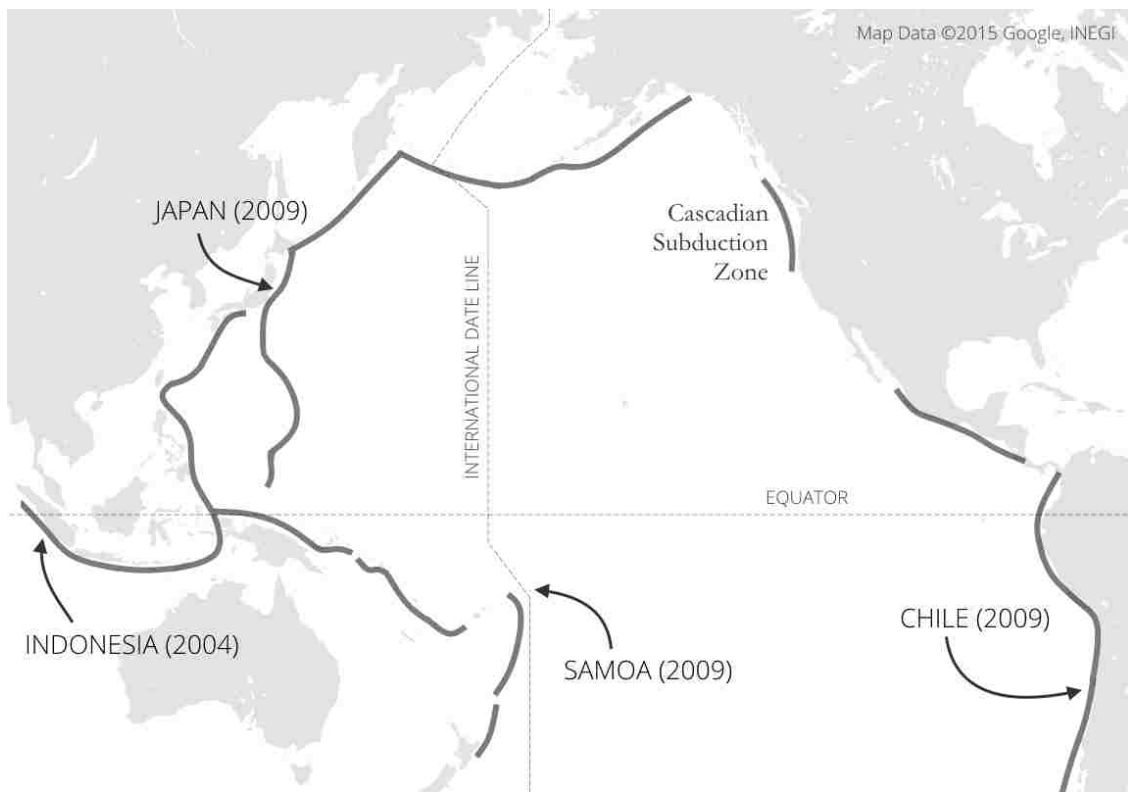 Map Data ©2015 Google, INEGI
JAPAN (2009)
Cascadian
Subduction
Zone
INTERNATIONAL DATE LINE
EQUATOR
INDONESIA (2004)
SAMOA (2009)
CHILE (2009)